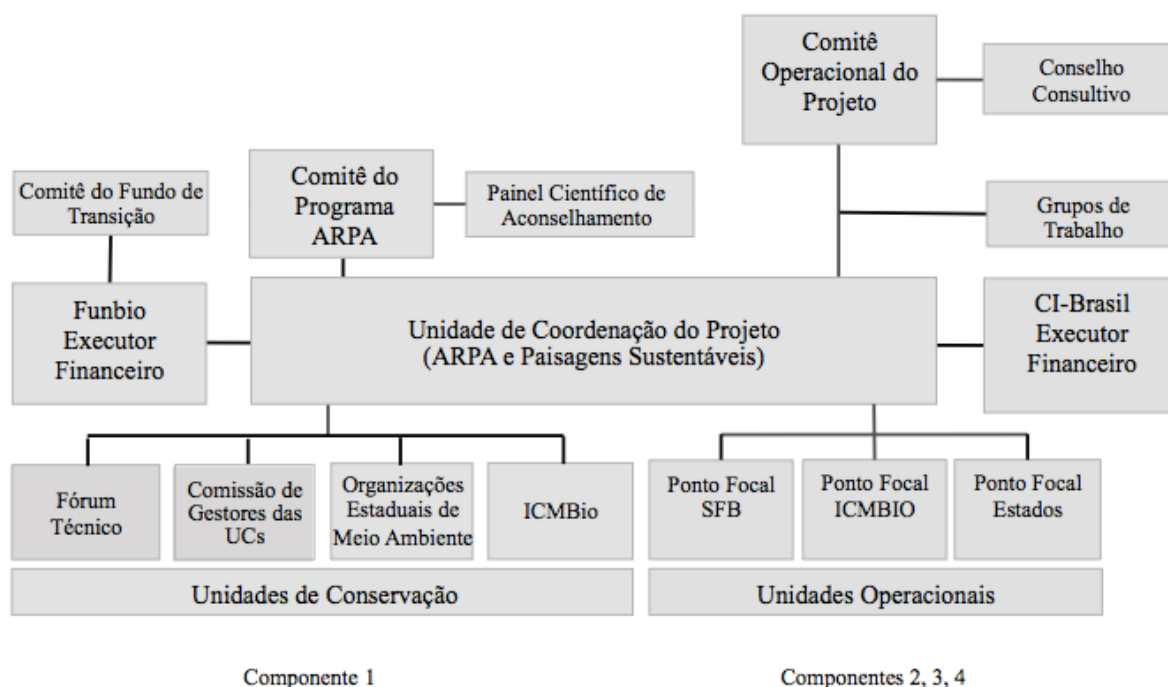 Comitê
Operacional do
Projeto
Conselho
Consultivo
Comitê do Fundo de
Transição
Comitê do
Programa
ARPA
Painel Científico de
Aconselhamento
Grupos de
Trabalho
Funbio
Executor
Financeiro
Unidade de Coordenação do Projeto
(ARPA e Paisagens Sustentáveis)
CI-Brasil
Executor
Financeiro
Fórum
Técnico
Comissão de
Gestores das
UCs
Organizações
Estaduais de
Meio Ambiente
ICMBio
Ponto Focal
SFB
Ponto Focal
ICMBIO
Ponto Focal
Estados
Unidades de Conservação
Unidades Operacionais
Componente 1
Componentes 2, 3, 4